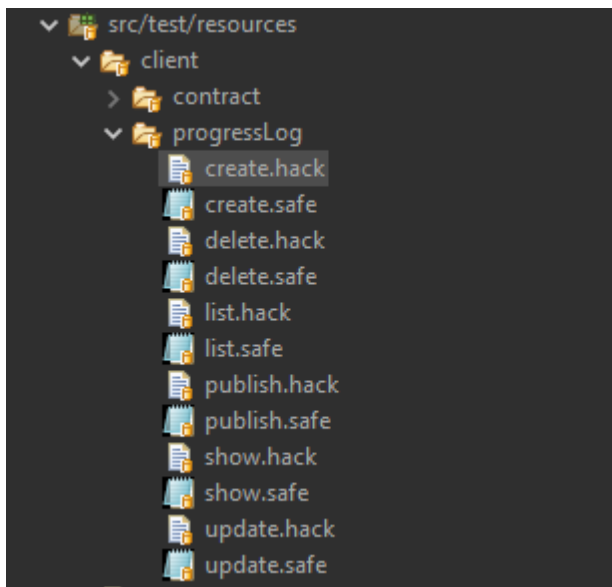 src/test/resources
client
contract
progressLog
create.hack
create.safe
delete.hack
delete.safe
list.hack
list.safe
publish.hack
publish.safe
show.hack
show.safe
update.hack
update.safe